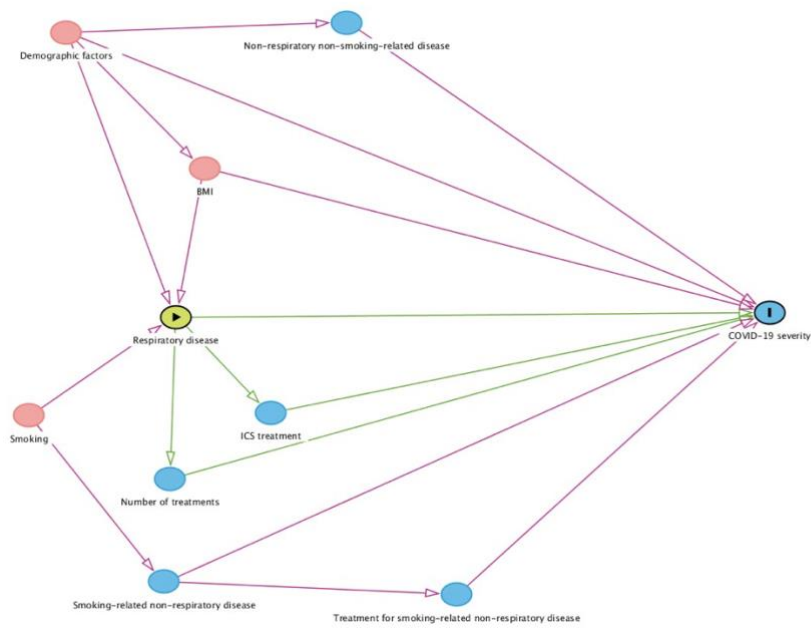 Non-respiratory non-smoking-related disease
Demographic factors
BMI
COVID-19 severity
Respiratory disease
ICS treatment
Smoking
Number of treatments
Smoking-related non-respiratory disease
Treatment for smoking-related non-respiratory disease